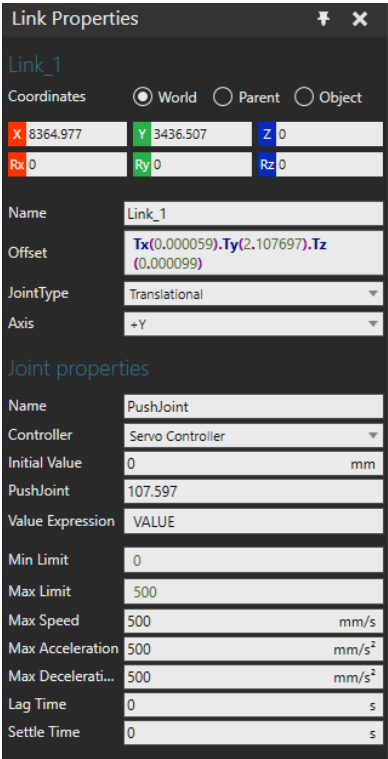 Link Properties
Link_1
Coordinates World Parent Object
X 8364.977 Y 3436.507 Z 0
Rx 0 Ry 0 Rz 0
Name Link_1
Offset Tx(0.000059).Ty(2.107697).Tz
(0.000099)
JointType Translational
Axis +Y
Joint properties
Name PushJoint
Controller Servo Controller
Initial Value 0 mm
PushJoint 107.597
Value Expression VALUE
Min Limit 0
Max Limit 500
Max Speed 500 mm/s
Max Acceleration 500 mm/s²
Max Decelerati... 500 mm/s²
Lag Time 0 s
Settle Time 0 s